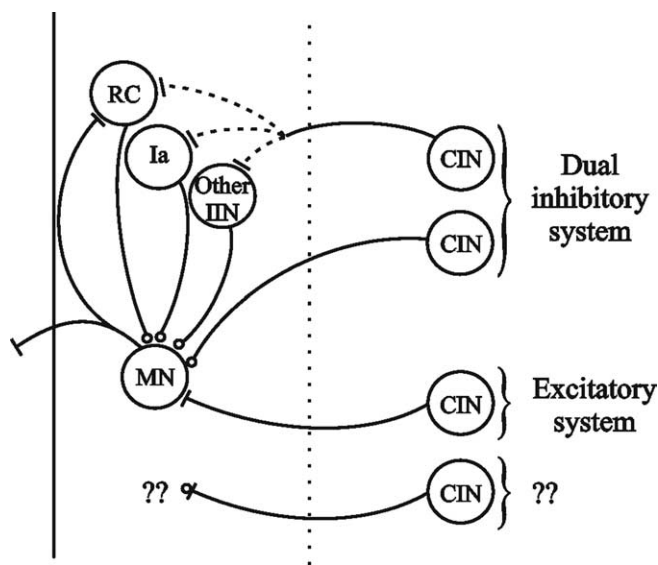 RC
Ia
Other
IIN
CIN
Dual
inhibitory
system
CIN
MN
CIN
Excitatory
system
??
CIN
??